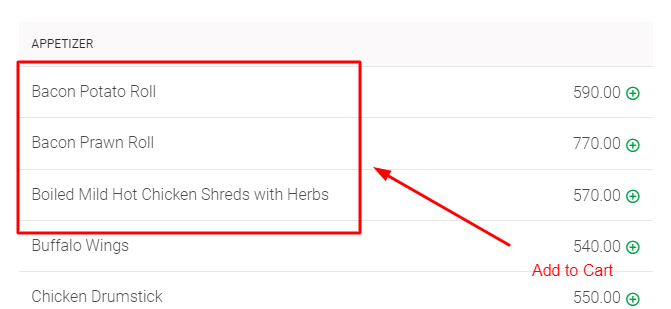 APPETIZER
Bacon Potato Roll 590.00
Bacon Prawn Roll 770.00
Boiled Mild Hot Chicken Shreds with Herbs 570.00
Buffalo Wings 540.00
Add to Cart
Chicken Drumstick 550.00